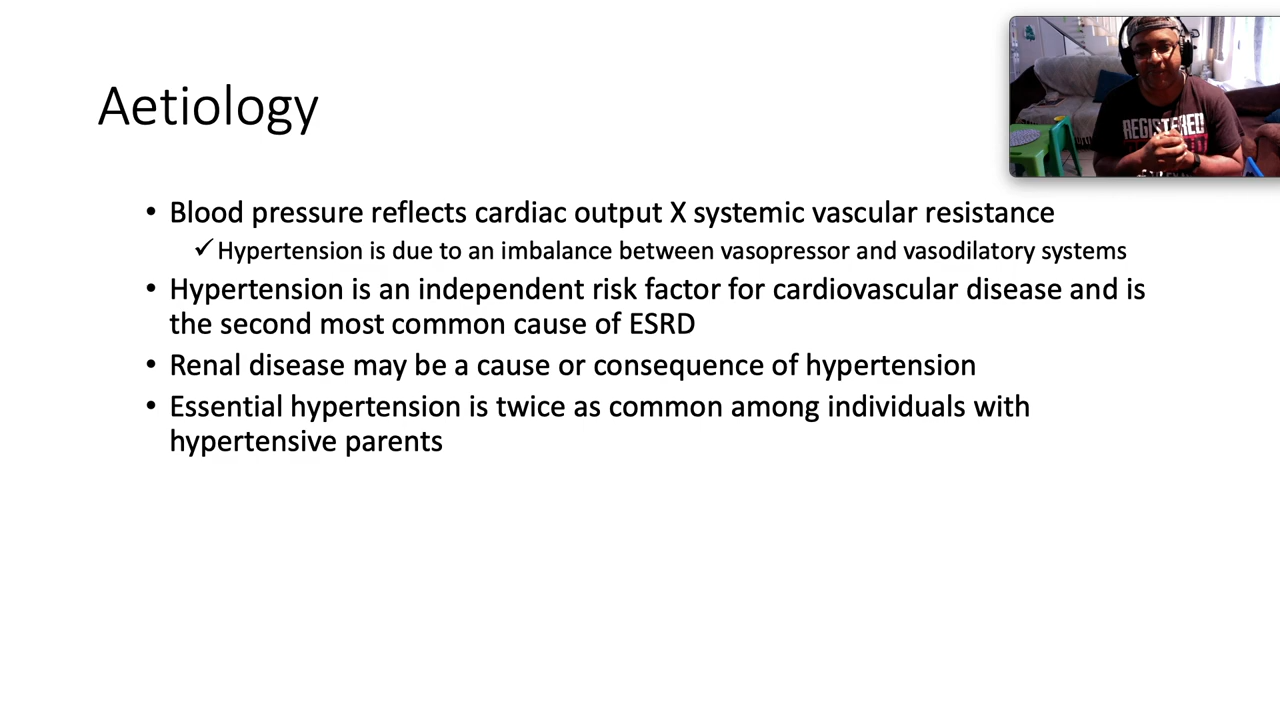 Aetiology
• Blood pressure reflects cardiac output X systemic vascular resistance
✓ Hypertension is due to an imbalance between vasopressor and vasodilatory systems
• Hypertension is an independent risk factor for cardiovascular disease and is
the second most common cause of ESRD
• Renal disease may be a cause or consequence of hypertension
• Essential hypertension is twice as common among individuals with
hypertensive parents
REGISTERED